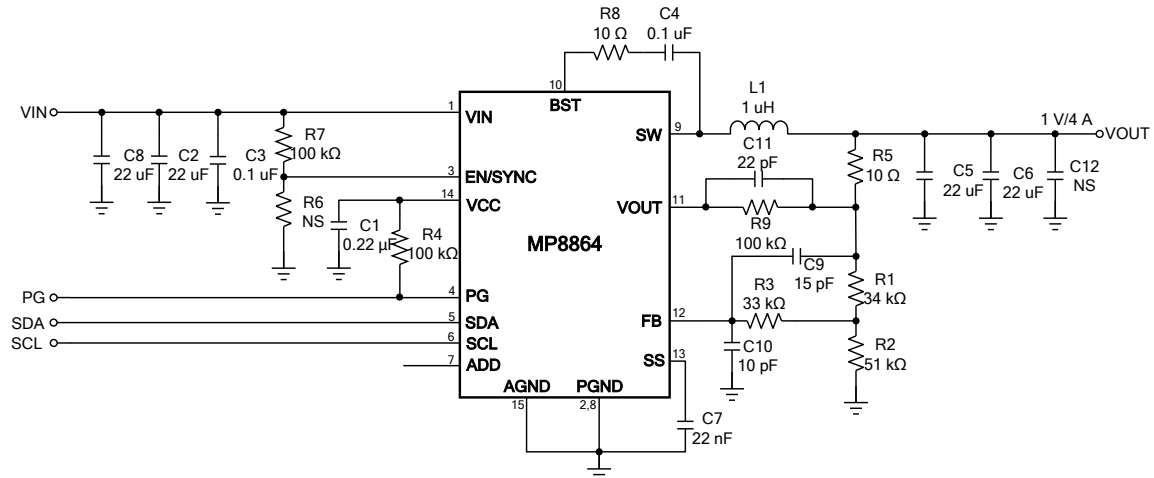 R8
10 Ω
C4
0.1 uF
10
BST
VIN
1
VIN
L1
1 uH
SW
9
1 V/4 A
VOUT
C8
22 uF
C2
22 uF
C3
0.1 uF
R7
100 kΩ
C11
22 pF
R5
10 Ω
C5
22 uF
C6
22 uF
C12
NS
3
EN/SYNC
R6
NS
14
VCC
C1
0.22 µF
R4
100 kΩ
VOUT
11
R9
100 kΩ
MP8864
C9
15 pF
R1
34 kΩ
PG
4
PG
R3
33 kΩ
SDA
5
SDA
FB
12
SCL
6
SCL
C10
10 pF
R2
51 kΩ
7
ADD
SS
13
AGND
PGND
15
2,8
C7
22 nF